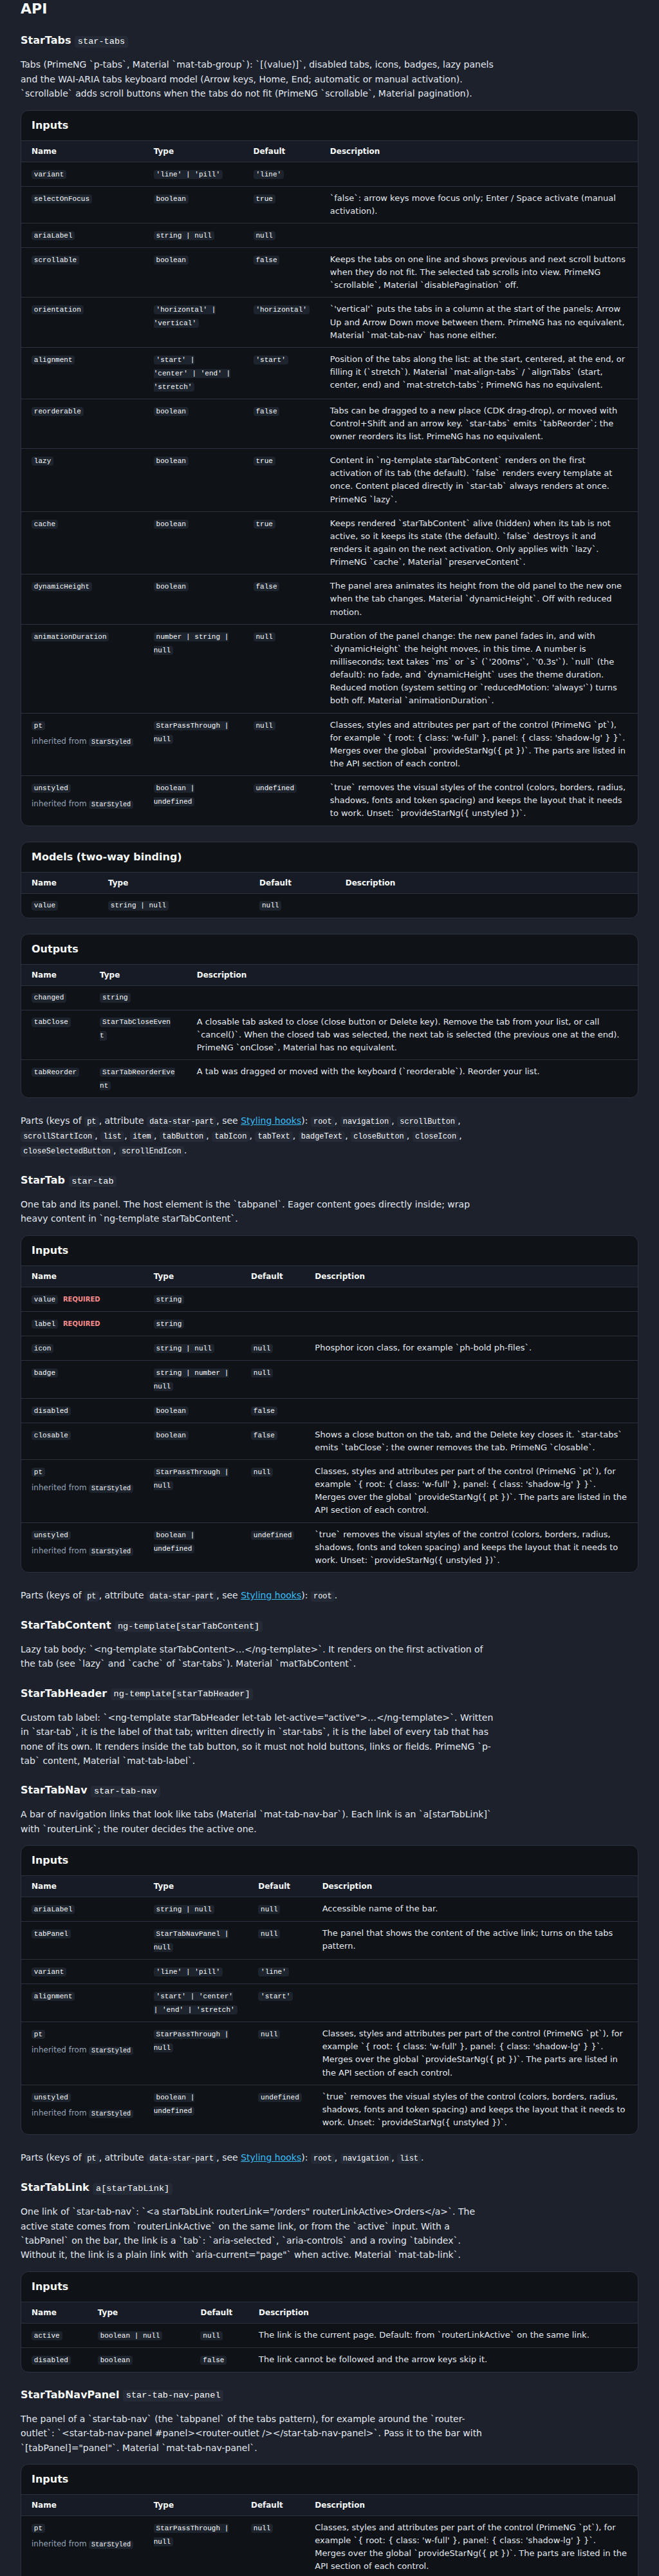 API
StarTabs star-tabs
Tabs (PrimeNG `p-tabs`, Material `mat-tab-group`): `[(value)]`, disabled tabs, icons, badges, lazy panels
and the WAI-ARIA tabs keyboard model (Arrow keys, Home, End; automatic or manual activation).
`scrollable` adds scroll buttons when the tabs do not fit (PrimeNG `scrollable`, Material pagination).
Inputs
Name Type Default Description
variant 'line' | 'pill' 'line'
selectOnFocus boolean true `false`: arrow keys move focus only; Enter / Space activate (manual
activation).
ariaLabel string | null null
scrollable boolean false Keeps the tabs on one line and shows previous and next scroll buttons
when they do not fit. The selected tab scrolls into view. PrimeNG
`scrollable`, Material `disablePagination` off.
orientation 'horizontal' | 'horizontal' `'vertical'` puts the tabs in a column at the start of the panels; Arrow
'vertical' Up and Arrow Down move between them. PrimeNG has no equivalent,
Material `mat-tab-nav` has none either.
alignment 'start' | 'start' Position of the tabs along the list: at the start, centered, at the end, or
'center' | 'end' | filling it (`stretch`). Material `mat-align-tabs` / `alignTabs` (start,
'stretch' center, end) and `mat-stretch-tabs`; PrimeNG has no equivalent.
reorderable boolean false Tabs can be dragged to a new place (CDK drag-drop), or moved with
Control+Shift and an arrow key. `star-tabs` emits `tabReorder`; the
owner reorders its list. PrimeNG has no equivalent.
lazy boolean true Content in `ng-template starTabContent` renders on the first
activation of its tab (the default). `false` renders every template at
once. Content placed directly in `star-tab` always renders at once.
PrimeNG `lazy`.
cache boolean true Keeps rendered `starTabContent` alive (hidden) when its tab is not
active, so it keeps its state (the default). `false` destroys it and
renders it again on the next activation. Only applies with `lazy`.
PrimeNG `cache`, Material `preserveContent`.
dynamicHeight boolean false The panel area animates its height from the old panel to the new one
when the tab changes. Material `dynamicHeight`. Off with reduced
motion.
animationDuration number | string | null Duration of the panel change: the new panel fades in, and with
null `dynamicHeight` the height moves, in this time. A number is
milliseconds; text takes `ms` or `s` (`'200ms'`, `'0.3s'`). `null` (the
default): no fade, and `dynamicHeight` uses the theme duration.
Reduced motion (system setting or `reducedMotion: 'always'`) turns
both off. Material `animationDuration`.
pt StarPassThrough | null Classes, styles and attributes per part of the control (PrimeNG `pt`),
inherited from StarStyled null for example `{ root: { class: 'w-full' }, panel: { class: 'shadow-lg' } }`.
Merges over the global `provideStarNg({ pt })`. The parts are listed in
the API section of each control.
unstyled boolean | undefined `true` removes the visual styles of the control (colors, borders, radius,
inherited from StarStyled undefined shadows, fonts and token spacing) and keeps the layout that it needs
to work. Unset: `provideStarNg({ unstyled })`.
Models (two-way binding)
Name Type Default Description
value string | null null
Outputs
Name Type Description
changed string
tabClose StarTabCloseEven A closable tab asked to close (close button or Delete key). Remove the tab from your list, or call
t `cancel()`. When the closed tab was selected, the next tab is selected (the previous one at the end).
PrimeNG `onClose`, Material has no equivalent.
tabReorder StarTabReorderEve A tab was dragged or moved with the keyboard (`reorderable`). Reorder your list.
nt
Parts (keys of pt, attribute data-star-part, see Styling hooks): root, navigation, scrollButton,
scrollStartIcon, list, item, tabButton, tabIcon, tabText, badgeText, closeButton, closeIcon,
closeSelectedButton, scrollEndIcon.
StarTab star-tab
One tab and its panel. The host element is the `tabpanel`. Eager content goes directly inside; wrap
heavy content in `ng-template starTabContent`.
Inputs
Name Type Default Description
value REQUIRED string
label REQUIRED string
icon string | null null Phosphor icon class, for example `ph-bold ph-files`.
badge string | number | null
null
disabled boolean false
closable boolean false Shows a close button on the tab, and the Delete key closes it. `star-tabs`
emits `tabClose`; the owner removes the tab. PrimeNG `closable`.
pt StarPassThrough | null Classes, styles and attributes per part of the control (PrimeNG `pt`), for
inherited from StarStyled null example `{ root: { class: 'w-full' }, panel: { class: 'shadow-lg' } }`.
Merges over the global `provideStarNg({ pt })`. The parts are listed in the
API section of each control.
unstyled boolean | undefined `true` removes the visual styles of the control (colors, borders, radius,
inherited from StarStyled undefined shadows, fonts and token spacing) and keeps the layout that it needs to
work. Unset: `provideStarNg({ unstyled })`.
Parts (keys of pt, attribute data-star-part, see Styling hooks): root.
StarTabContent ng-template[starTabContent]
Lazy tab body: `<ng-template starTabContent>…</ng-template>`. It renders on the first activation of
the tab (see `lazy` and `cache` of `star-tabs`). Material `matTabContent`.
StarTabHeader ng-template[starTabHeader]
Custom tab label: `<ng-template starTabHeader let-tab let-active="active">…</ng-template>`. Written
in `star-tab`, it is the label of that tab; written directly in `star-tabs`, it is the label of every tab that has
none of its own. It renders inside the tab button, so it must not hold buttons, links or fields. PrimeNG `p-
tab` content, Material `mat-tab-label`.
StarTabNav star-tab-nav
A bar of navigation links that look like tabs (Material `mat-tab-nav-bar`). Each link is an `a[starTabLink]`
with `routerLink`; the router decides the active one.
Inputs
Name Type Default Description
ariaLabel string | null null Accessible name of the bar.
tabPanel StarTabNavPanel | null The panel that shows the content of the active link; turns on the tabs
null pattern.
variant 'line' | 'pill' 'line'
alignment 'start' | 'center' 'start'
| 'end' | 'stretch'
pt StarPassThrough | null Classes, styles and attributes per part of the control (PrimeNG `pt`), for
inherited from StarStyled null example `{ root: { class: 'w-full' }, panel: { class: 'shadow-lg' } }`.
Merges over the global `provideStarNg({ pt })`. The parts are listed in
the API section of each control.
unstyled boolean | undefined `true` removes the visual styles of the control (colors, borders, radius,
inherited from StarStyled undefined shadows, fonts and token spacing) and keeps the layout that it needs to
work. Unset: `provideStarNg({ unstyled })`.
Parts (keys of pt, attribute data-star-part, see Styling hooks): root, navigation, list.
StarTabLink a[starTabLink]
One link of `star-tab-nav`: `<a starTabLink routerLink="/orders" routerLinkActive>Orders</a>`. The
active state comes from `routerLinkActive` on the same link, or from the `active` input. With a
`tabPanel` on the bar, the link is a `tab`: `aria-selected`, `aria-controls` and a roving `tabindex`.
Without it, the link is a plain link with `aria-current="page"` when active. Material `mat-tab-link`.
Inputs
Name Type Default Description
active boolean | null null The link is the current page. Default: from `routerLinkActive` on the same link.
disabled boolean false The link cannot be followed and the arrow keys skip it.
StarTabNavPanel star-tab-nav-panel
The panel of a `star-tab-nav` (the `tabpanel` of the tabs pattern), for example around the `router-
outlet`: `<star-tab-nav-panel #panel><router-outlet /></star-tab-nav-panel>`. Pass it to the bar with
`[tabPanel]="panel"`. Material `mat-tab-nav-panel`.
Inputs
Name Type Default Description
pt StarPassThrough | null Classes, styles and attributes per part of the control (PrimeNG `pt`), for
inherited from StarStyled null example `{ root: { class: 'w-full' }, panel: { class: 'shadow-lg' } }`.
Merges over the global `provideStarNg({ pt })`. The parts are listed in the
API section of each control.